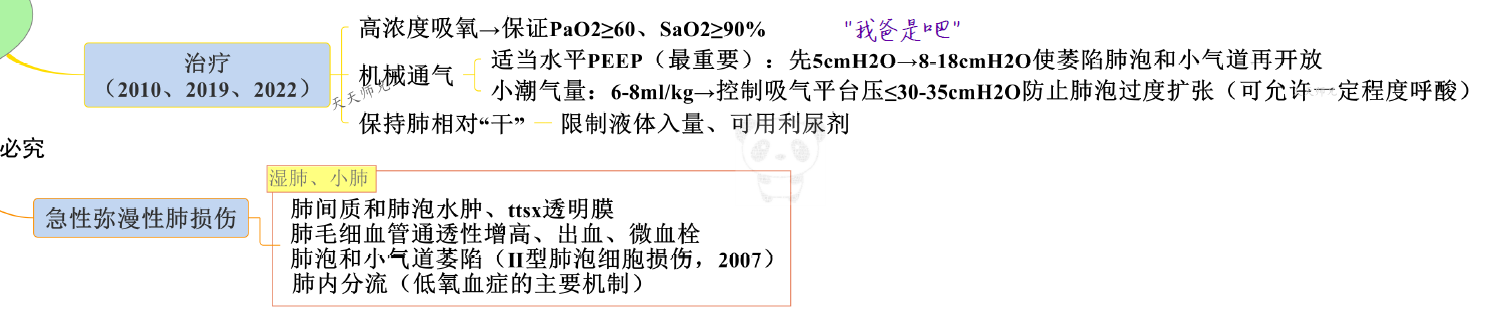 高浓度吸氧→保证PaO2≥60、SaO2≥90%
"我爸是吧"
治疗
（2010、2019、2022）
机械通气
适当水平PEEP（最重要）：先5cmH2O→8-18cmH2O使萎陷肺泡和小气道再开放
小潮气量：6-8ml/kg→控制吸气平台压≤30-35cmH2O防止肺泡过度扩张（可允许一定程度呼酸）
天天师兄
保持肺相对“干”
限制液体入量、可用利尿剂
必究
湿肺、小肺
急性弥漫性肺损伤
肺间质和肺泡水肿、ttsx透明膜
肺毛细血管通透性增高、出血、微血栓
肺泡和小气道萎陷（II型肺泡细胞损伤，2007）
肺内分流（低氧血症的主要机制）